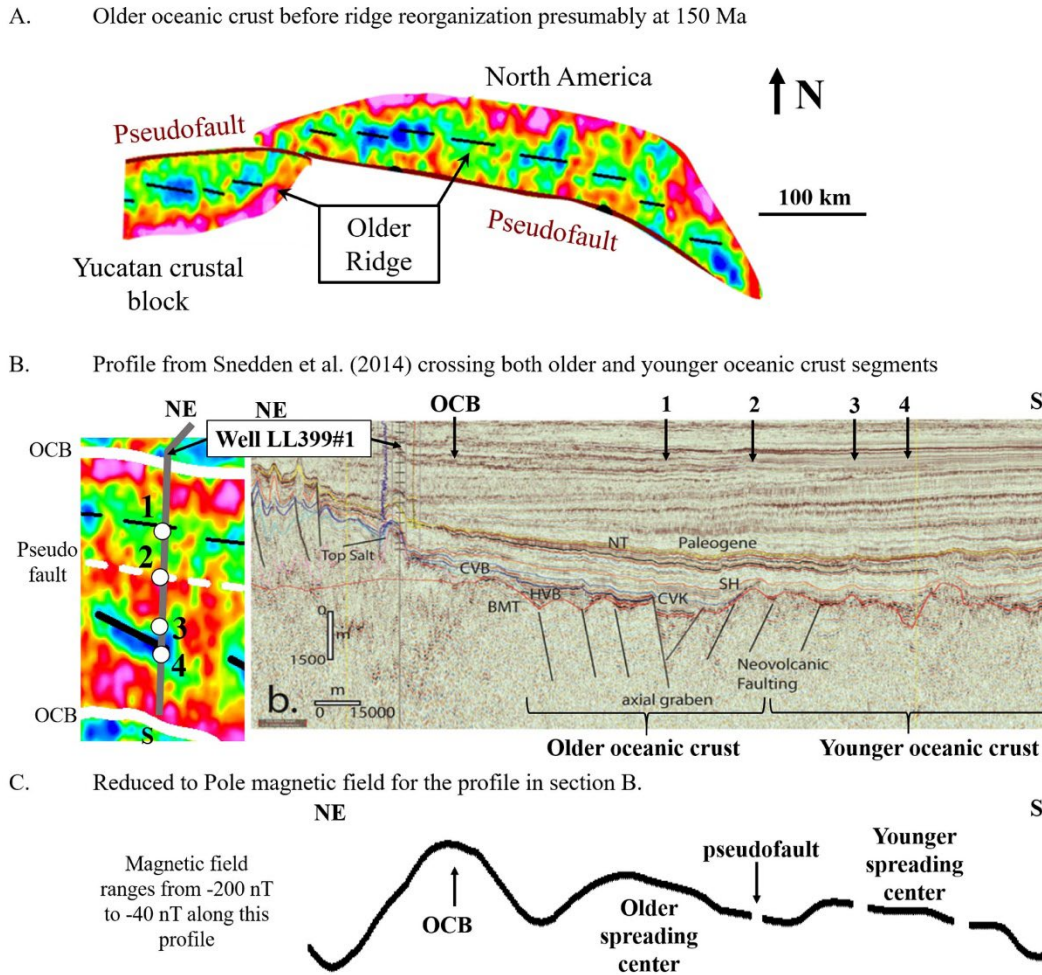 A. Older oceanic crust before ridge reorganization presumably at 150 Ma
North America
N
Pseudofault
100 km
Older
Ridge
Pseudofault
Yucatan crustal
block
B. Profile from Snedden et al. (2014) crossing both older and younger oceanic crust segments
NE NE OCB 1 2 3 4 S
Well LL399#1
OCB
1
Pseudo
fault
2
3
4
OCB
S
Top Salt
NT Paleogene
CVB
SH
HVB
CVK
BMT
0
m
1500
Neovolcanic
Faulting
b.
m
0 15000
axial graben
Older oceanic crust Younger oceanic crust
C. Reduced to Pole magnetic field for the profile in section B.
NE S
Magnetic field
ranges from -200 nT
to -40 nT along this
profile
OCB
Older
spreading
center
pseudofault
Younger
spreading
center